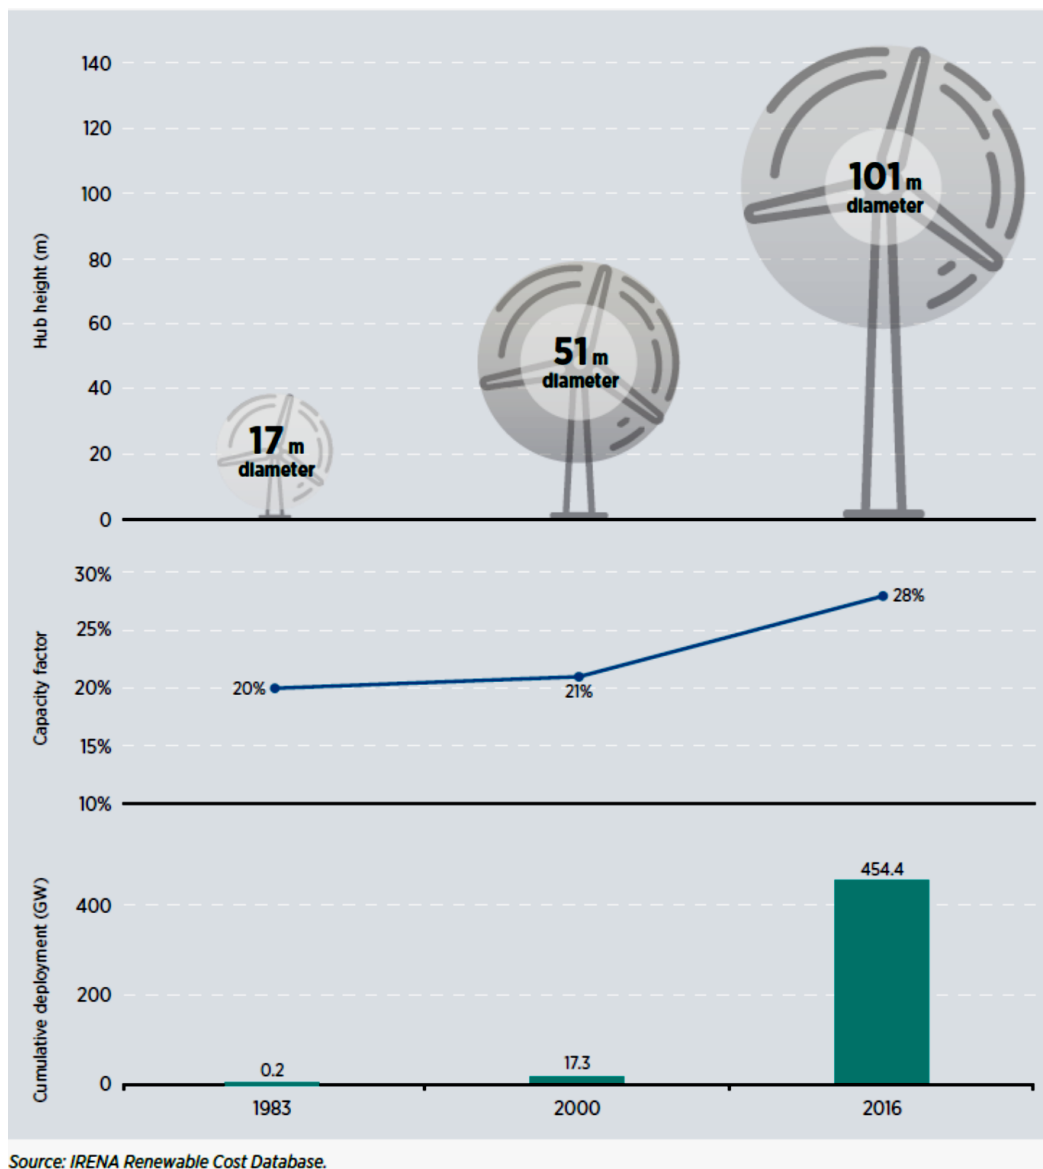 140
120
100
80
60
40
20
0
Hub height (m)
17 m
diameter
51 m
diameter
101 m
diameter
30%
25%
20%
15%
10%
Capacity factor
20%
21%
28%
400
200
0
Cumulative deployment (GW)
0.2
17.3
454.4
1983
2000
2016
Source: IRENA Renewable Cost Database.